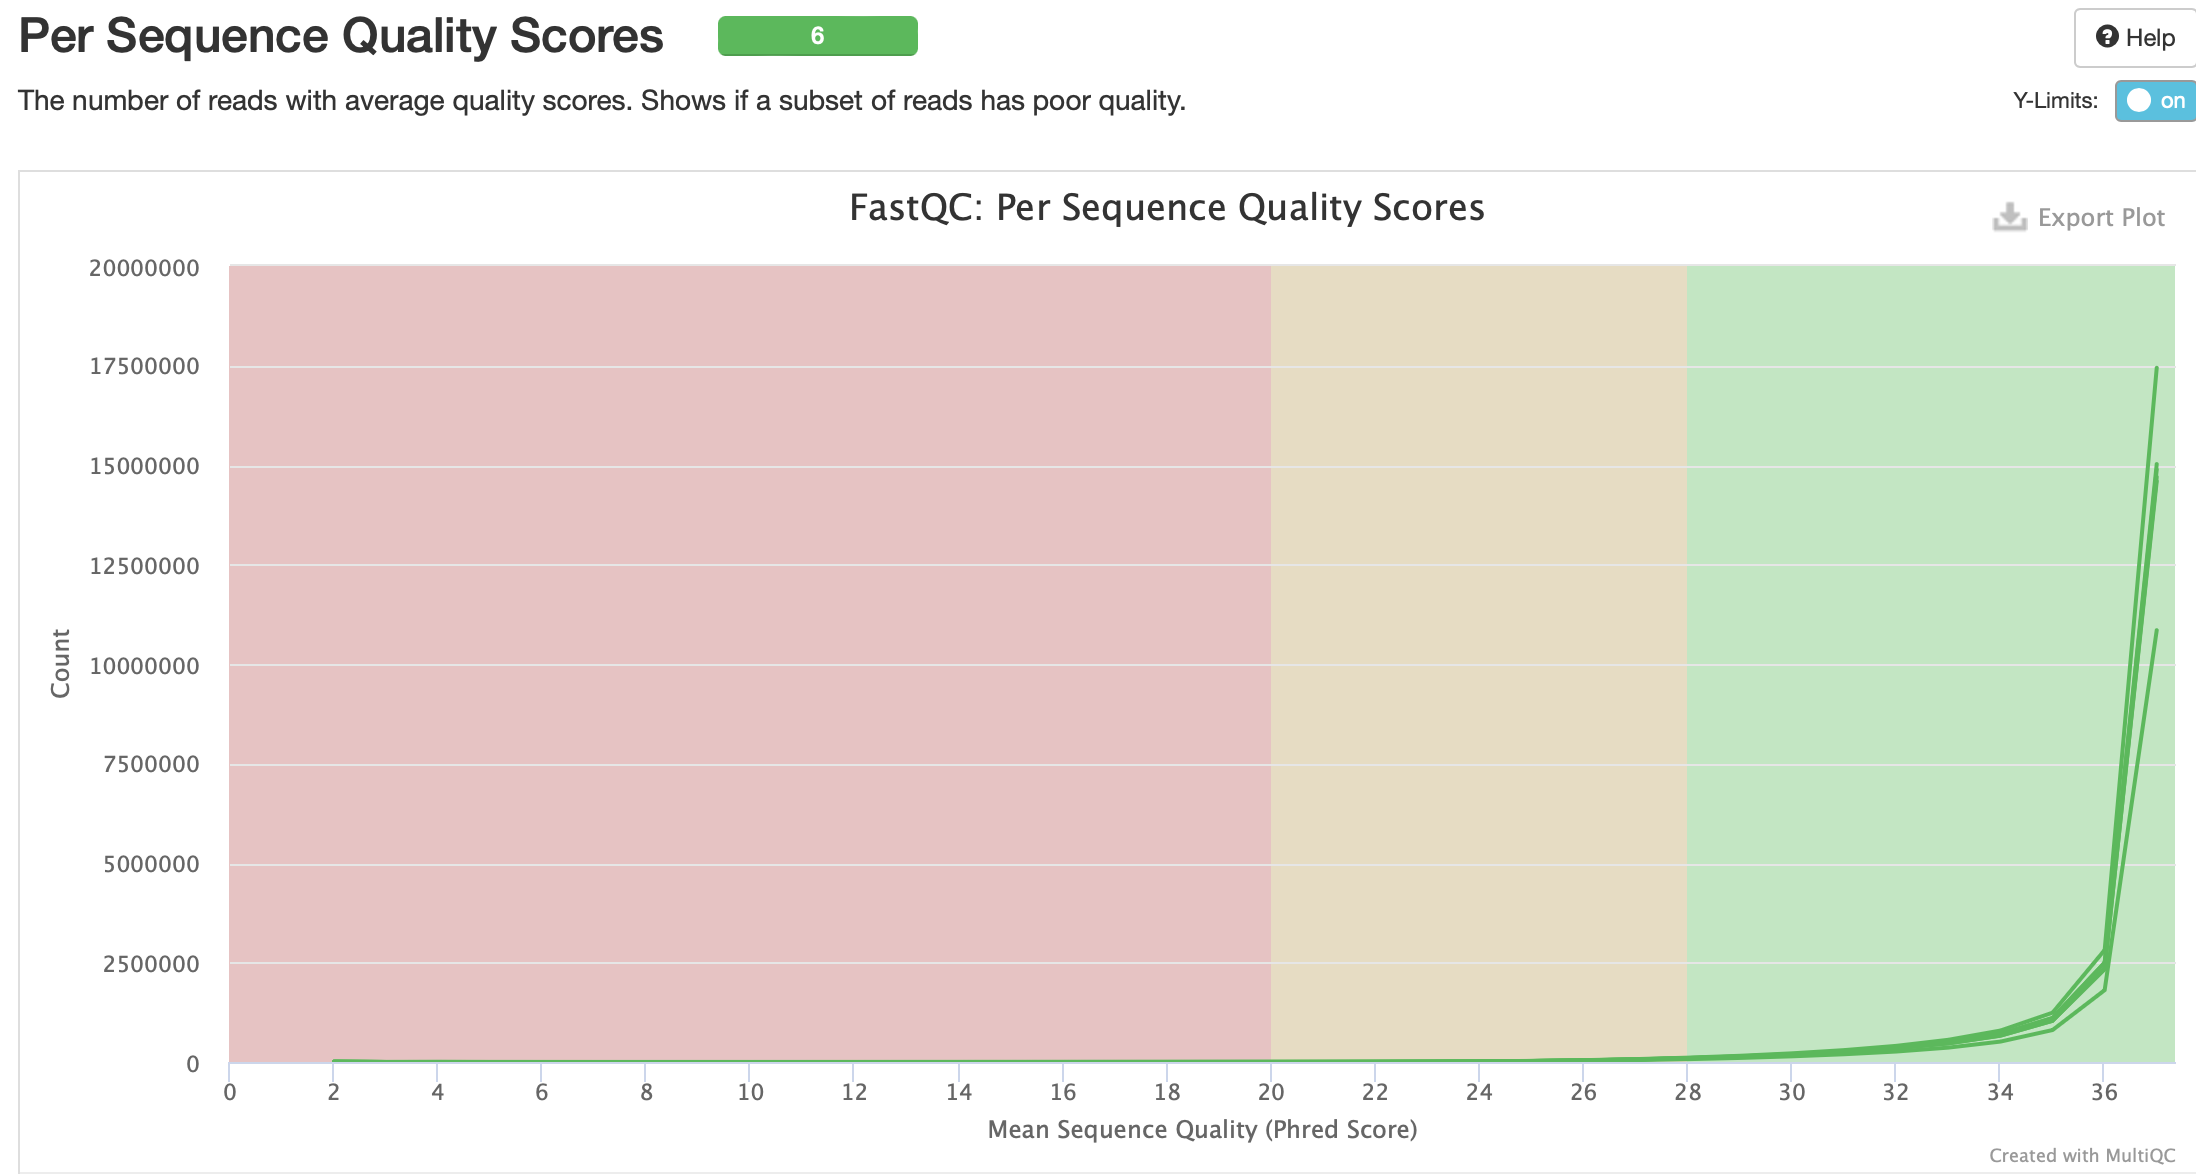 Per Sequence Quality Scores
6
Help
The number of reads with average quality scores. Shows if a subset of reads has poor quality.
Y-Limits:
on
FastQC: Per Sequence Quality Scores
Export Plot
20000000
17500000
15000000
12500000
10000000
7500000
5000000
2500000
0
Count
0 2 4 6 8 10 12 14 16 18 20 22 24 26 28 30 32 34 36
Mean Sequence Quality (Phred Score)
Created with MultiQC